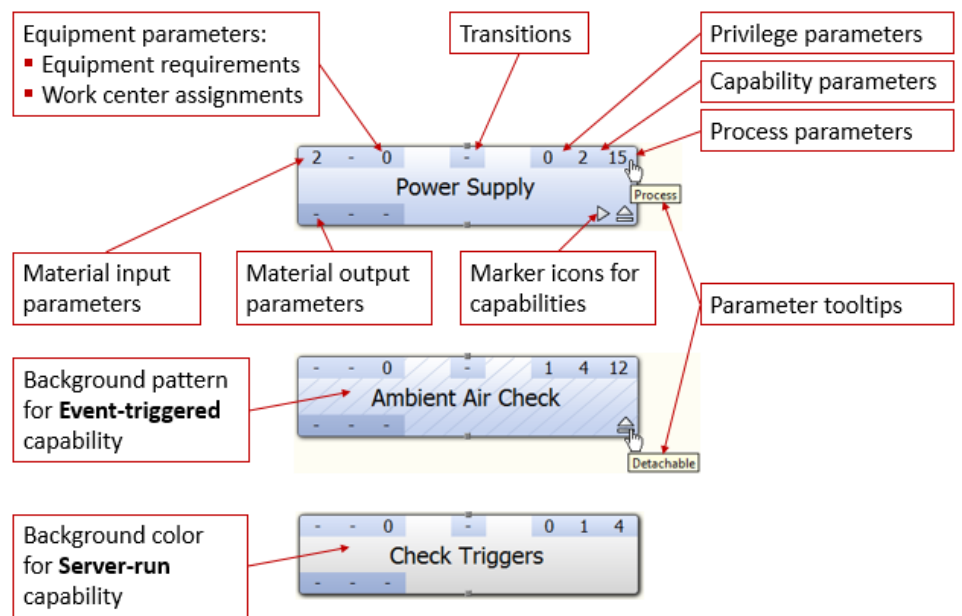 Equipment parameters:
▪ Equipment requirements
▪ Work center assignments
Transitions
Privilege parameters
Capability parameters
Process parameters
2 - 0 - 0 2 15
Power Supply
- - -
Process
Material input
parameters
Material output
parameters
Marker icons for
capabilities
Parameter tooltips
Background pattern
for Event-triggered
capability
- - 0 - 1 4 12
Ambient Air Check
- - -
Detachable
Background color
for Server-run
capability
- - 0 - 0 1 4
Check Triggers
- - -